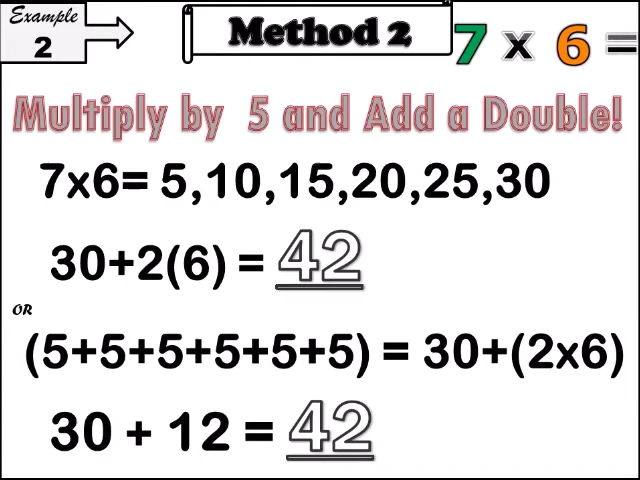 Example
2
Method 2
7 x 6 =
Multiply by 5 and Add a Double!
7x6= 5,10,15,20,25,30
30+2(6) = 42
OR
(5+5+5+5+5+5) = 30+(2x6)
30 + 12 = 42